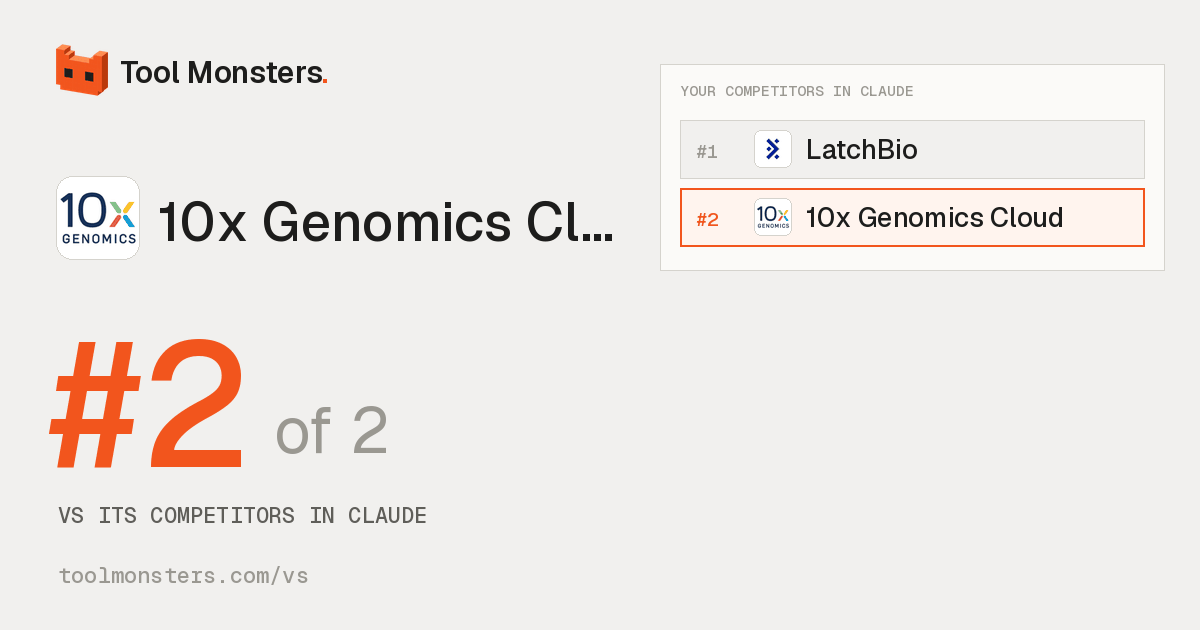 Tool Monsters.
10x
GENOMICS
10x Genomics Cl...
#2 of 2
VS ITS COMPETITORS IN CLAUDE
toolmonsters.com/vs
YOUR COMPETITORS IN CLAUDE
#1 LatchBio
#2 10x GENOMICS 10x Genomics Cloud